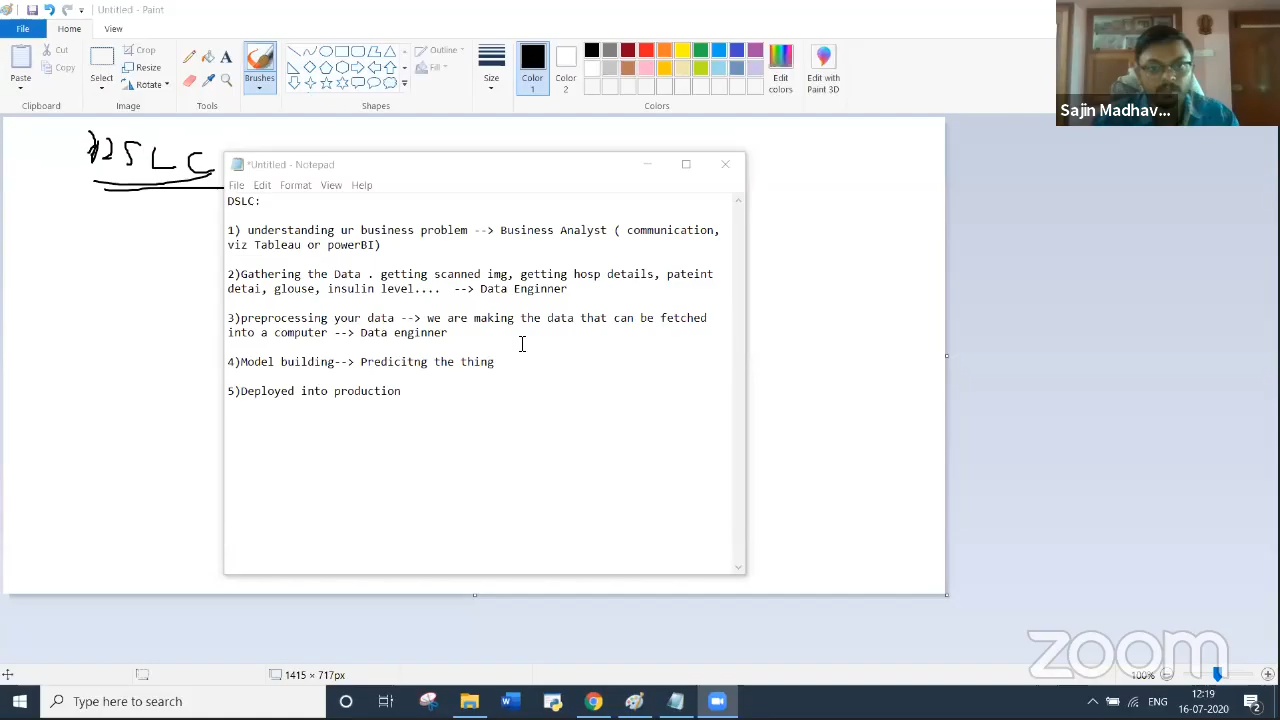 Untitled - Paint
File
Home
View
Paste
Cut
Copy
Clipboard
Select
Crop
Resize
Rotate
Image
Tools
Brushes
Shapes
Outline
Fill
Size
Color
1
Color
2
Edit
colors
Colors
Edit with
Paint 3D
Sajin Madhav...
DSLC
*Untitled - Notepad
File Edit Format View Help
DSLC:
1) understanding ur business problem --> Business Analyst ( communication,
viz Tableau or powerBI)
2)Gathering the Data . getting scanned img, getting hosp details, pateint
detai, glouse, insulin level.... --> Data Enginner
3)preprocessing your data --> we are making the data that can be fetched
into a computer --> Data enginner
4)Model building--> Predicitng the thing
5)Deployed into production
zoom
1415 × 717px
100%
Type here to search
ENG
12:19
16-07-2020
2